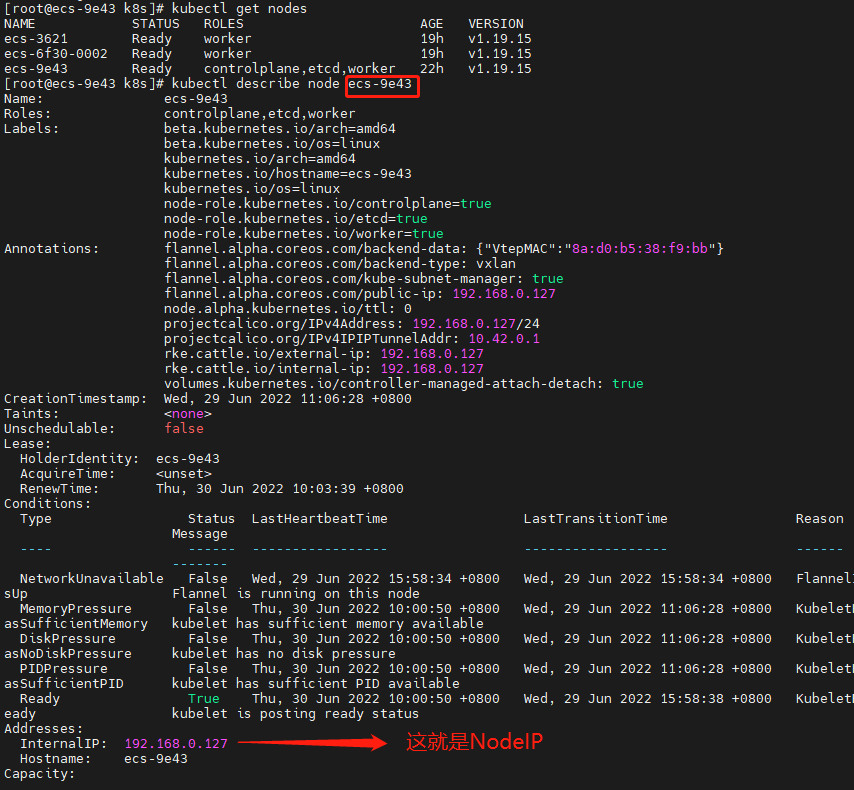 [root@ecs-9e43 k8s]# kubectl get nodes
NAME STATUS ROLES AGE VERSION
ecs-3621 Ready worker 19h v1.19.15
ecs-6f30-0002 Ready worker 19h v1.19.15
ecs-9e43 Ready controlplane,etcd,worker 22h v1.19.15
[root@ecs-9e43 k8s]# kubectl describe node ecs-9e43
Name: ecs-9e43
Roles: controlplane,etcd,worker
Labels: beta.kubernetes.io/arch=amd64
beta.kubernetes.io/os=linux
kubernetes.io/arch=amd64
kubernetes.io/hostname=ecs-9e43
kubernetes.io/os=linux
node-role.kubernetes.io/controlplane=true
node-role.kubernetes.io/etcd=true
node-role.kubernetes.io/worker=true
Annotations: flannel.alpha.coreos.com/backend-data: {"VtepMAC":"8a:d0:b5:38:f9:bb"}
flannel.alpha.coreos.com/backend-type: vxlan
flannel.alpha.coreos.com/kube-subnet-manager: true
flannel.alpha.coreos.com/public-ip: 192.168.0.127
node.alpha.kubernetes.io/ttl: 0
projectcalico.org/IPv4Address: 192.168.0.127/24
projectcalico.org/IPv4IPIPTunnelAddr: 10.42.0.1
rke.cattle.io/external-ip: 192.168.0.127
rke.cattle.io/internal-ip: 192.168.0.127
volumes.kubernetes.io/controller-managed-attach-detach: true
CreationTimestamp: Wed, 29 Jun 2022 11:06:28 +0800
Taints: <none>
Unschedulable: false
Lease:
HolderIdentity: ecs-9e43
AcquireTime: <unset>
RenewTime: Thu, 30 Jun 2022 10:03:39 +0800
Conditions:
Type Status LastHeartbeatTime LastTransitionTime Reason
Message
---- ------ ----------------- ------------------ ------
-------
NetworkUnavailable False Wed, 29 Jun 2022 15:58:34 +0800 Wed, 29 Jun 2022 15:58:34 +0800 FlannelI
sUp Flannel is running on this node
MemoryPressure False Thu, 30 Jun 2022 10:00:50 +0800 Wed, 29 Jun 2022 11:06:28 +0800 KubeletH
asSufficientMemory kubelet has sufficient memory available
DiskPressure False Thu, 30 Jun 2022 10:00:50 +0800 Wed, 29 Jun 2022 11:06:28 +0800 KubeletH
asNoDiskPressure kubelet has no disk pressure
PIDPressure False Thu, 30 Jun 2022 10:00:50 +0800 Wed, 29 Jun 2022 11:06:28 +0800 KubeletH
asSufficientPID kubelet has sufficient PID available
Ready True Thu, 30 Jun 2022 10:00:50 +0800 Wed, 29 Jun 2022 15:58:38 +0800 KubeletR
eady kubelet is posting ready status
Addresses:
InternalIP: 192.168.0.127 这就是NodeIP
Hostname: ecs-9e43
Capacity: